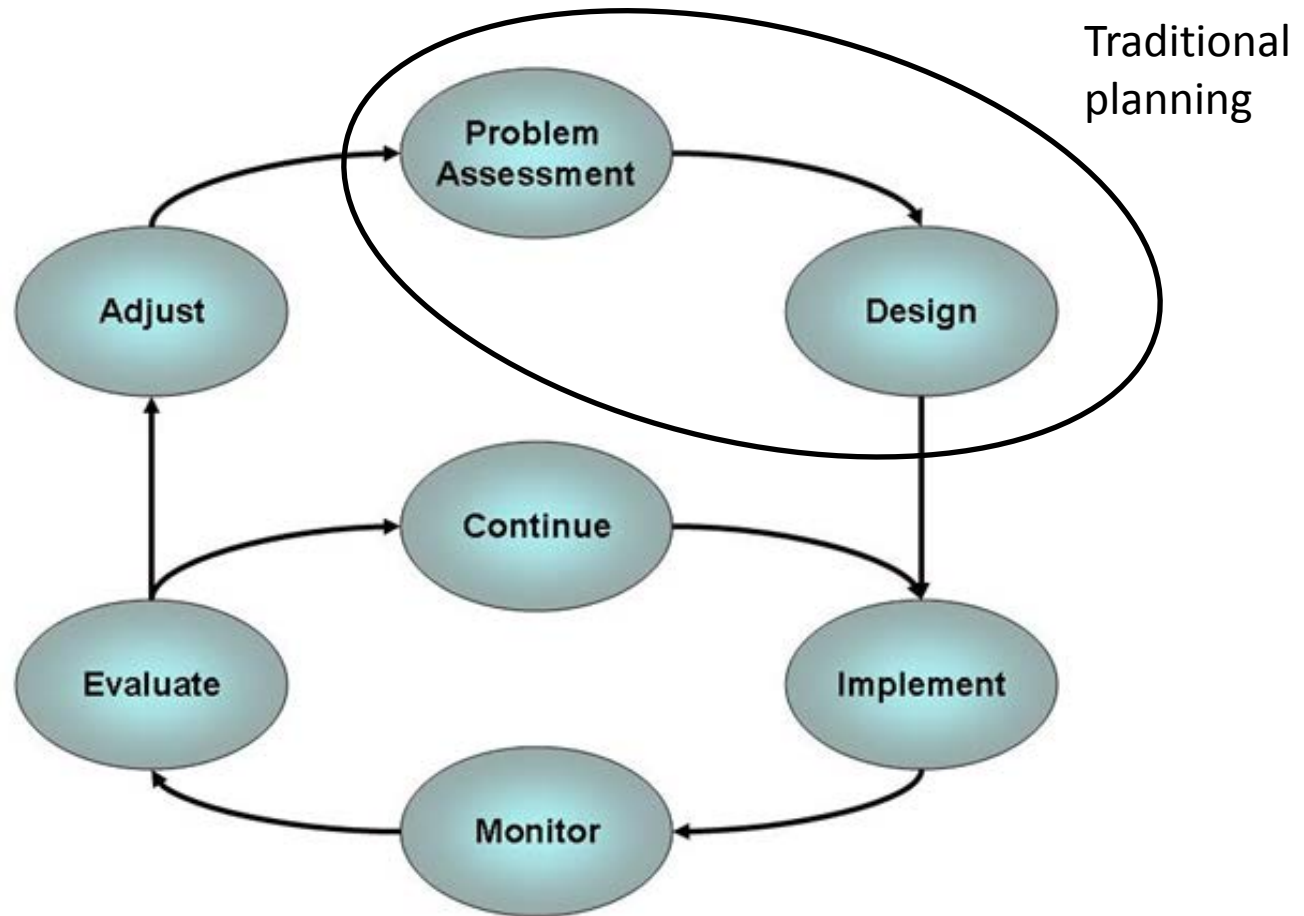 Traditional
planning
Problem
Assessment
Design
Adjust
Continue
Evaluate
Implement
Monitor